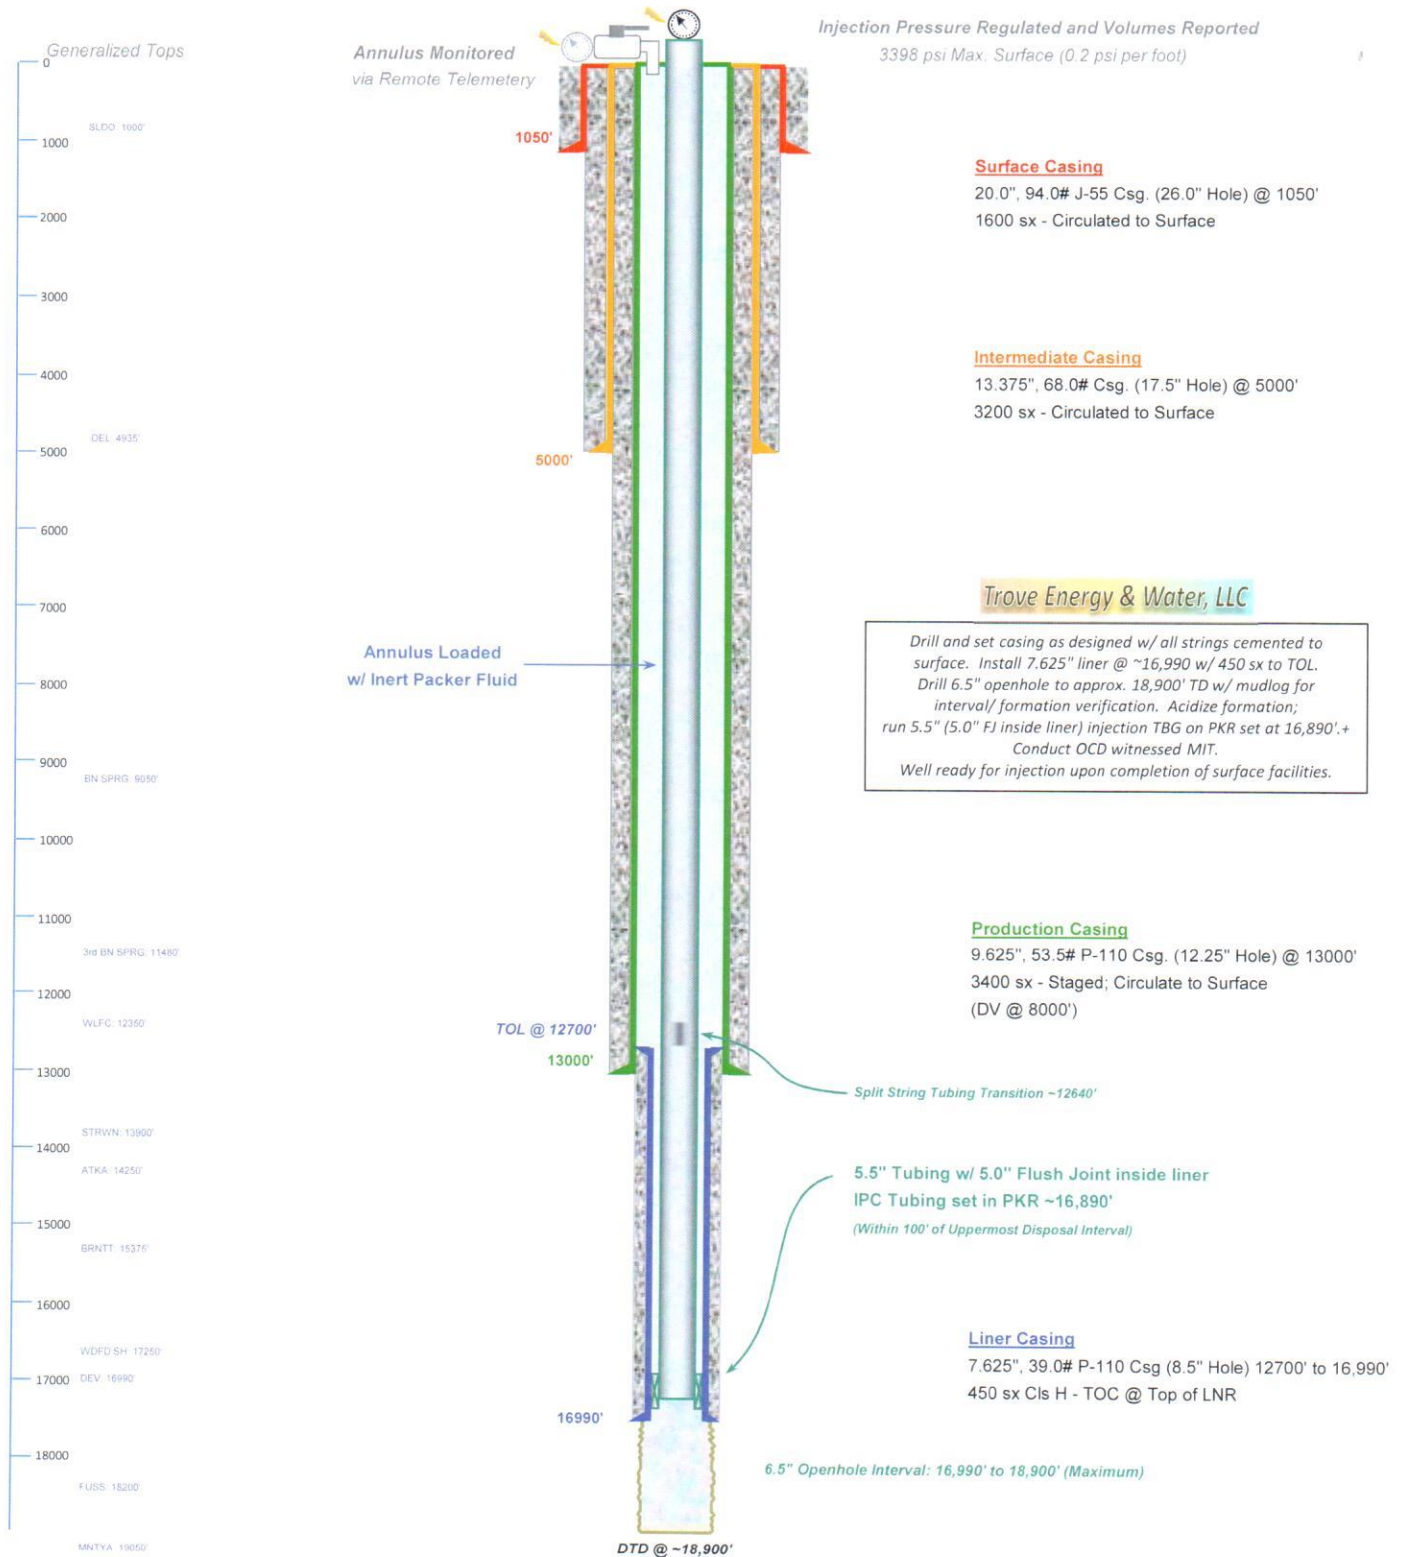 Generalized Tops
Annulus Monitored
via Remote Telemetery
Injection Pressure Regulated and Volumes Reported
3398 psi Max. Surface (0.2 psi per foot)
0
SLDO: 1000'
1000
2000
3000
4000
DEL: 4935'
5000
6000
7000
8000
9000
BN SPRG: 9050'
10000
11000
3rd BN SPRG: 11480'
12000
WLFC: 12350'
13000
STRWN: 13900'
14000
ATKA: 14250'
15000
BRNTT: 15375'
16000
WDFD SH: 17250'
17000
DEV: 16990'
18000
FUSS: 18200'
MNTYA: 19050'
1050'
5000'
Annulus Loaded
w/ Inert Packer Fluid
TOL @ 12700'
13000'
16990'
DTD @ ~18,900'
Surface Casing
20.0", 94.0# J-55 Csg. (26.0" Hole) @ 1050'
1600 sx - Circulated to Surface
Intermediate Casing
13.375", 68.0# Csg. (17.5" Hole) @ 5000'
3200 sx - Circulated to Surface
Trove Energy & Water, LLC
Drill and set casing as designed w/ all strings cemented to
surface. Install 7.625" liner @ ~16,990 w/ 450 sx to TOL.
Drill 6.5" openhole to approx. 18,900' TD w/ mudlog for
interval/ formation verification. Acidize formation;
run 5.5" (5.0" FJ inside liner) injection TBG on PKR set at 16,890'.+
Conduct OCD witnessed MIT.
Well ready for injection upon completion of surface facilities.
Production Casing
9.625", 53.5# P-110 Csg. (12.25" Hole) @ 13000'
3400 sx - Staged; Circulate to Surface
(DV @ 8000')
Split String Tubing Transition ~12640'
5.5" Tubing w/ 5.0" Flush Joint inside liner
IPC Tubing set in PKR ~16,890'
(Within 100' of Uppermost Disposal Interval)
Liner Casing
7.625", 39.0# P-110 Csg (8.5" Hole) 12700' to 16,990'
450 sx Cls H - TOC @ Top of LNR
6.5" Openhole Interval: 16,990' to 18,900' (Maximum)